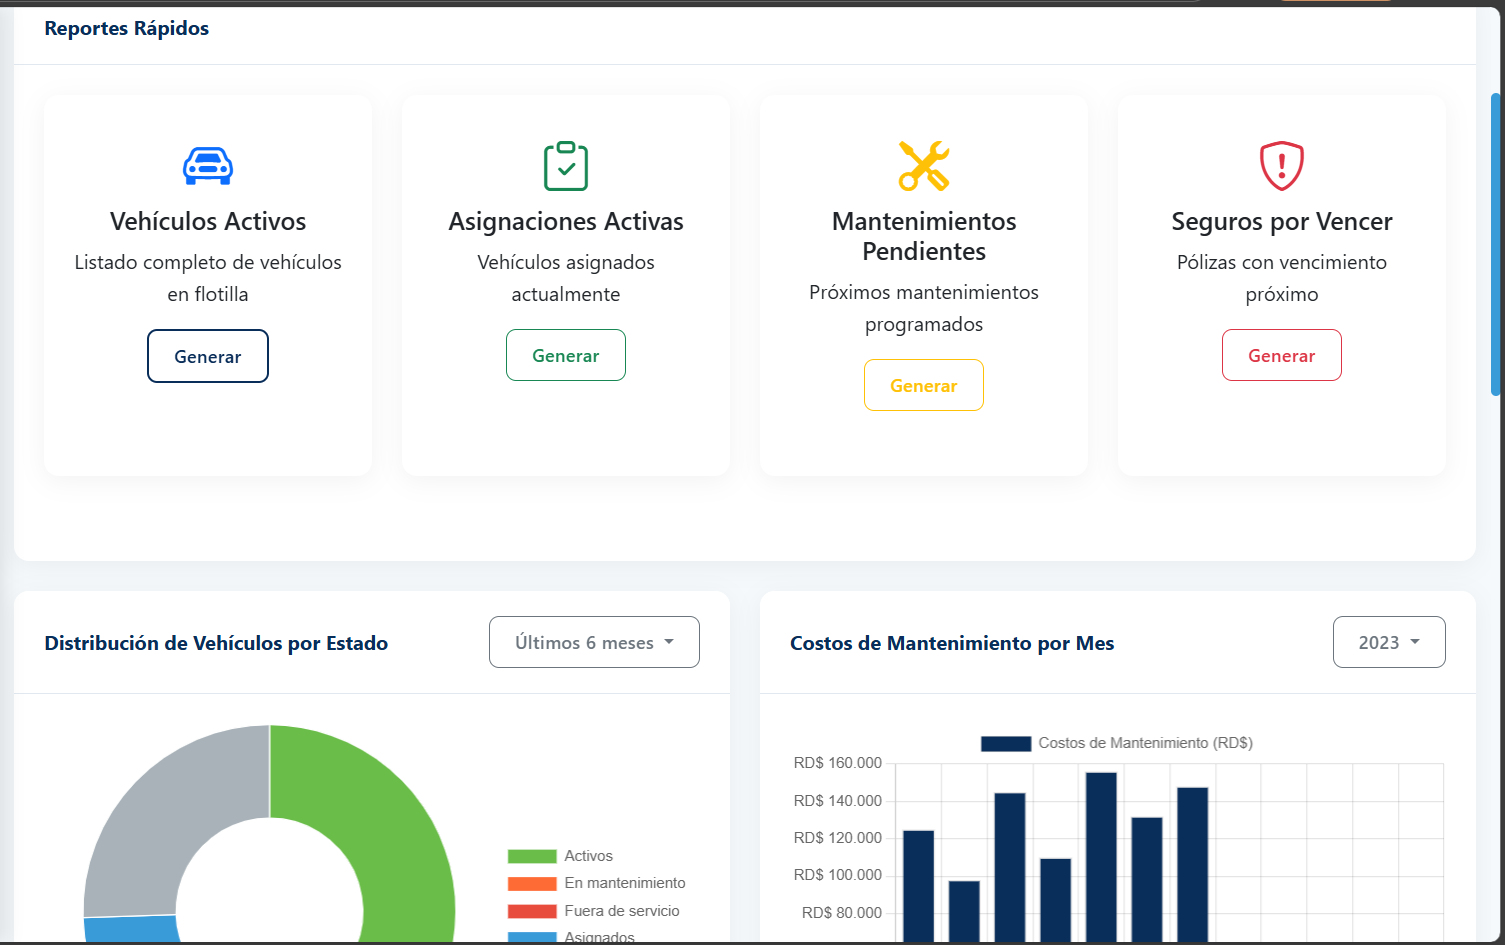 Reportes Rápidos
Vehículos Activos
Listado completo de vehículos
en flotilla
Generar
Asignaciones Activas
Vehículos asignados
actualmente
Generar
Mantenimientos
Pendientes
Próximos mantenimientos
programados
Generar
Seguros por Vencer
Pólizas con vencimiento
próximo
Generar
Distribución de Vehículos por Estado
Últimos 6 meses
Activos
En mantenimiento
Fuera de servicio
Asignados
Costos de Mantenimiento por Mes
2023
Costos de Mantenimiento (RD$)
RD$ 160.000
RD$ 140.000
RD$ 120.000
RD$ 100.000
RD$ 80.000